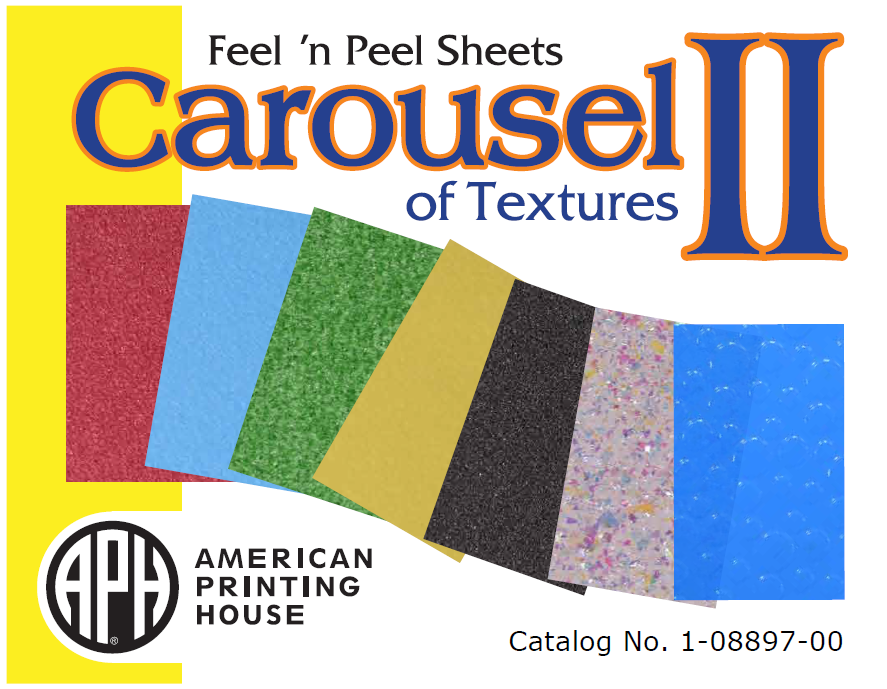 Feel 'n Peel Sheets
Carousel II
of Textures
APH
®
AMERICAN
PRINTING
HOUSE
Catalog No. 1-08897-00